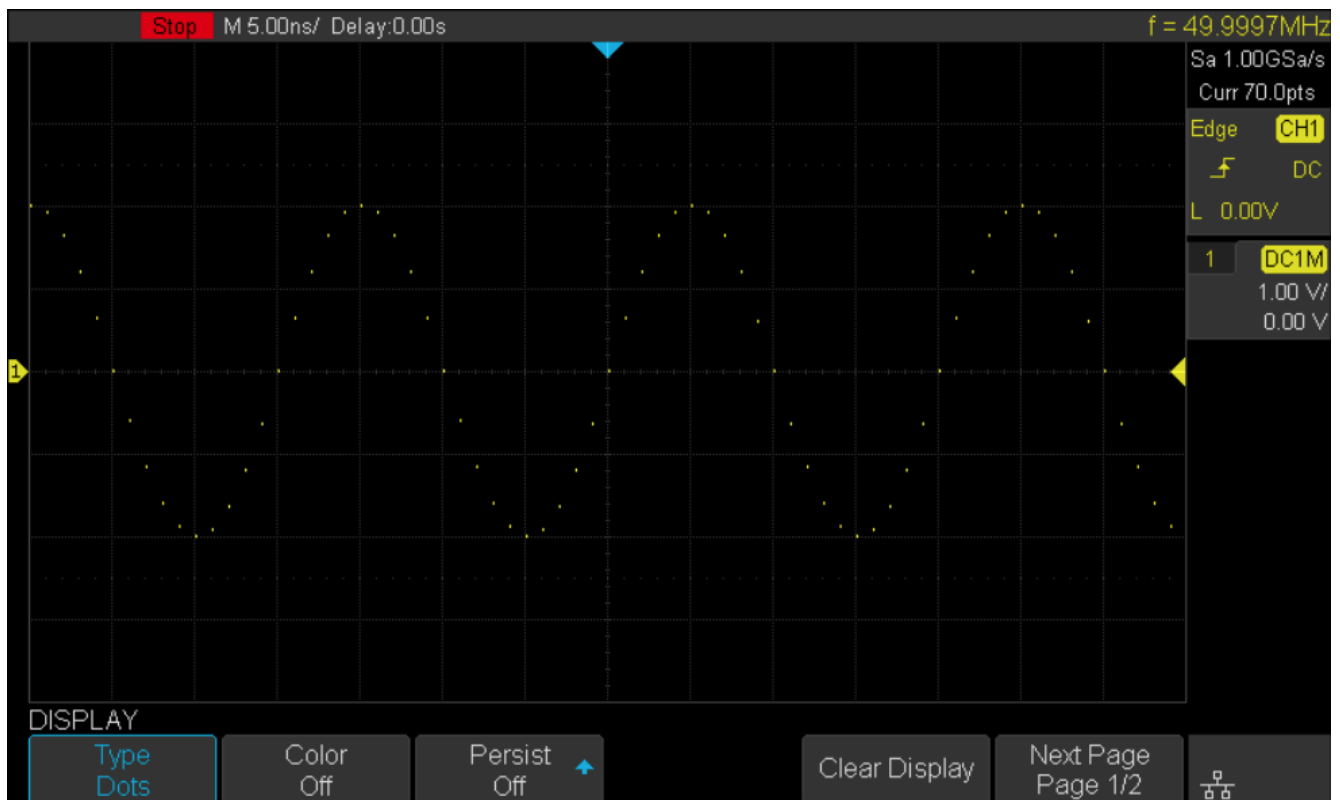 Stop M 5.00ns/ Delay:0.00s f = 49.9997MHz
Sa 1.00GSa/s
Curr 70.0pts
Edge CH1
DC
L 0.00V
1 DC1M
1.00 V/
0.00 V
1
DISPLAY
Type
Dots
Color
Off
Persist
Off
Clear Display
Next Page
Page 1/2